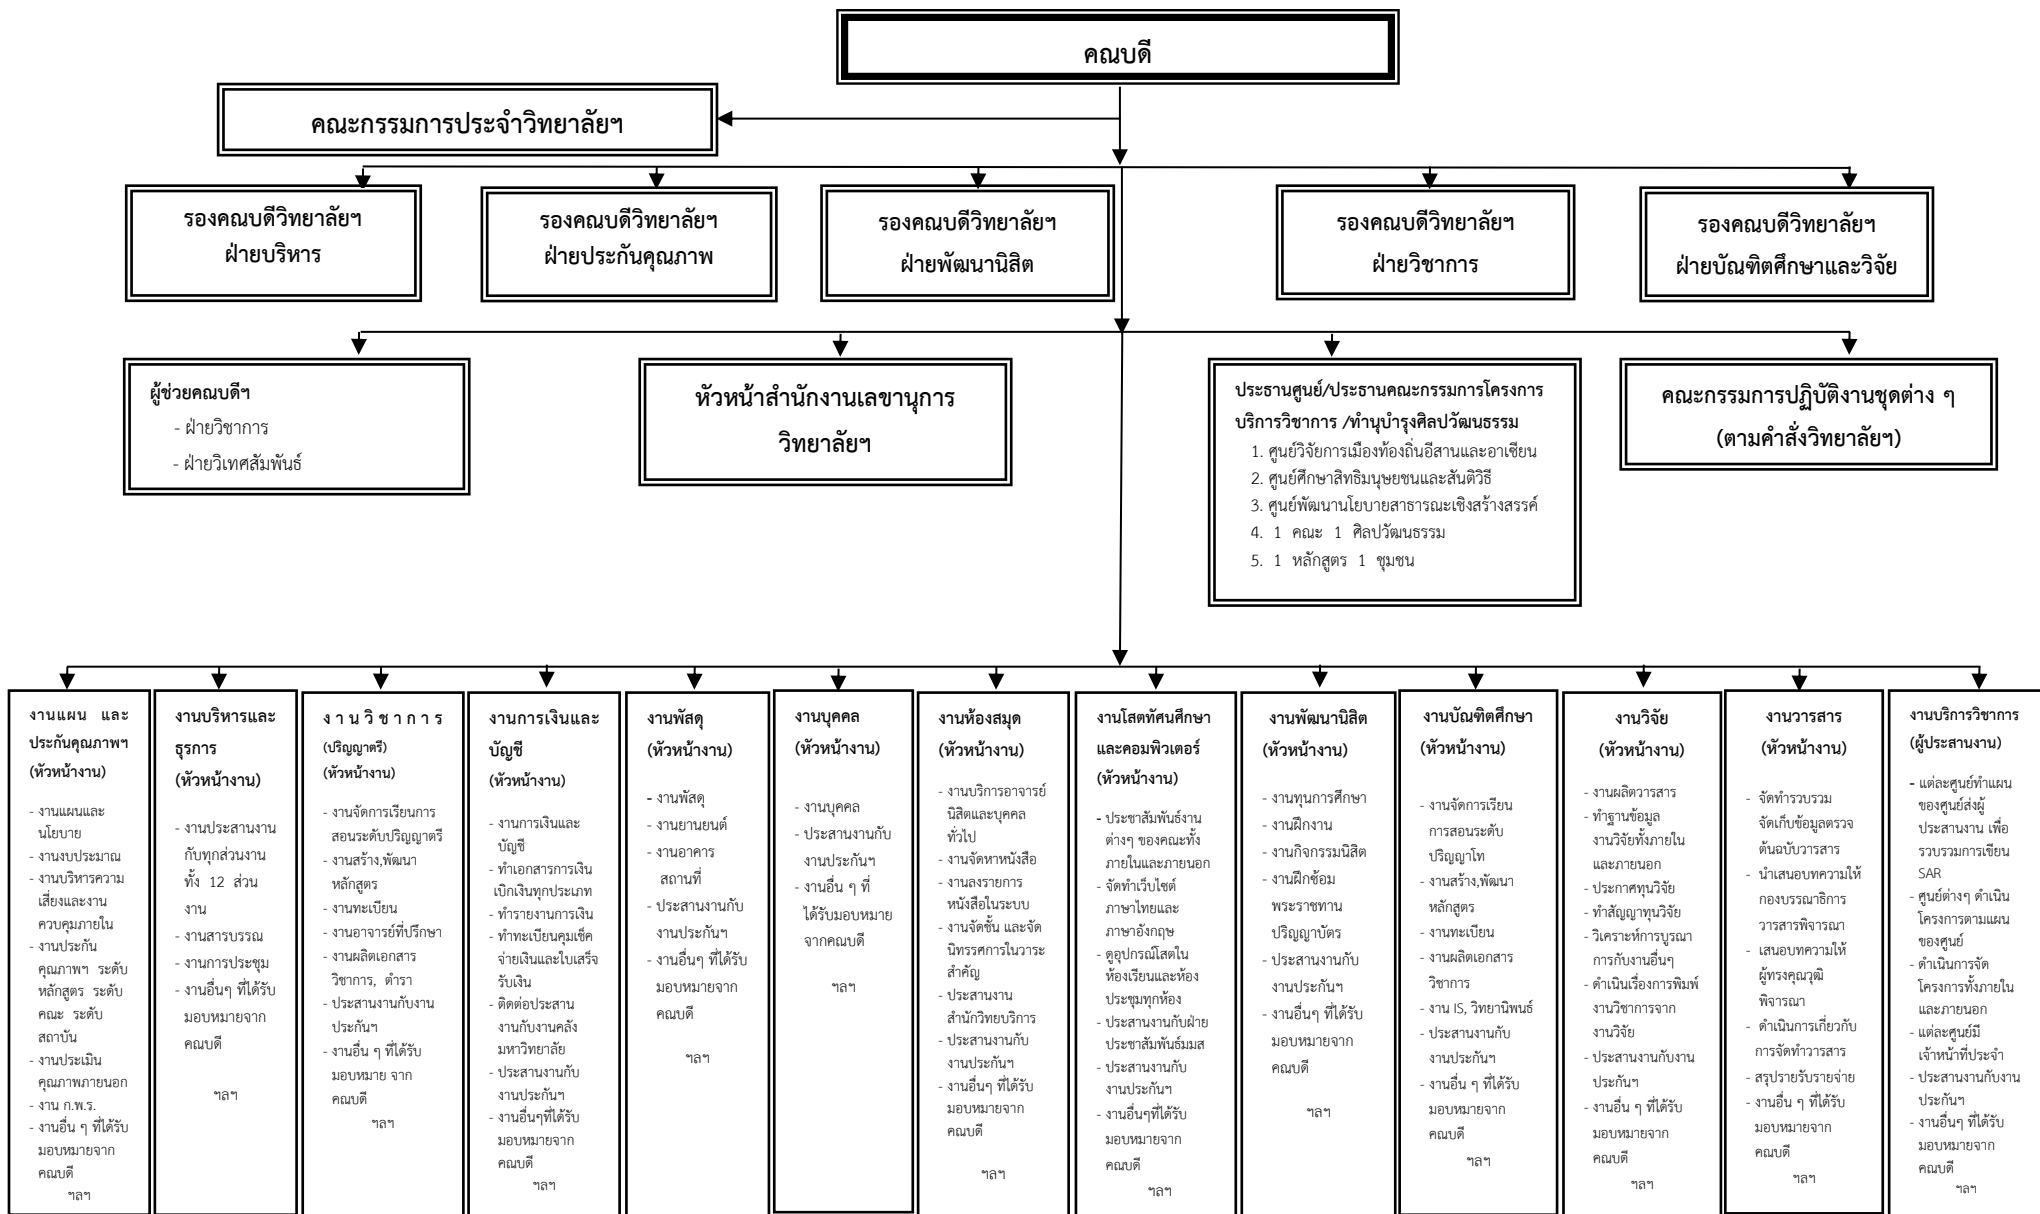 คณบดี
คณะกรรมการประจำวิทยาลัยฯ
รองคณบดีวิทยาลัยฯ
ฝ่ายบริหาร
รองคณบดีวิทยาลัยฯ
ฝ่ายประกันคุณภาพ
รองคณบดีวิทยาลัยฯ
ฝ่ายพัฒนานิสิต
รองคณบดีวิทยาลัยฯ
ฝ่ายวิชาการ
รองคณบดีวิทยาลัยฯ
ฝ่ายบัณฑิตศึกษาและวิจัย
ผู้ช่วยคณบดีฯ
- ฝ่ายวิชาการ
- ฝ่ายวิเทศสัมพันธ์
หัวหน้าสำนักงานเลขานุการ
วิทยาลัยฯ
ประธานศูนย์/ประธานคณะกรรมการโครงการ
บริการวิชาการ /ทำนุบำรุงศิลปวัฒนธรรม
1. ศูนย์วิจัยการเมืองท้องถิ่นอีสานและอาเซียน
2. ศูนย์ศึกษาสิทธิมนุษยชนและสันติวิธี
3. ศูนย์พัฒนานโยบายสาธารณะเชิงสร้างสรรค์
4. 1 คณะ 1 ศิลปวัฒนธรรม
5. 1 หลักสูตร 1 ชุมชน
คณะกรรมการปฏิบัติงานชุดต่าง ๆ
(ตามคำสั่งวิทยาลัยฯ)
งานแผน และ
ประกันคุณภาพฯ
(หัวหน้างาน)
- งานแผนและ
นโยบาย
- งานงบประมาณ
- งานบริหารความ
เสี่ยงและงาน
ควบคุมภายใน
- งานประกัน
คุณภาพฯ ระดับ
หลักสูตร ระดับ
คณะ ระดับ
สถาบัน
- งานประเมิน
คุณภาพภายนอก
- งาน ก.พ.ร.
- งานอื่น ๆ ที่ได้รับ
มอบหมายจาก
คณบดี
ฯลฯ
งานบริหารและ
ธุรการ
(หัวหน้างาน)
- งานประสานงาน
กับทุกส่วนงาน
ทั้ง 12 ส่วน
งาน
- งานสารบรรณ
- งานการประชุม
- งานอื่นๆ ที่ได้รับ
มอบหมายจาก
คณบดี
ฯลฯ
งานวิชาการ
(ปริญญาตรี)
(หัวหน้างาน)
- งานจัดการเรียนการ
สอนระดับปริญญาตรี
- งานสร้าง,พัฒนา
หลักสูตร
- งานทะเบียน
- งานอาจารย์ที่ปรึกษา
- งานผลิตเอกสาร
วิชาการ, ตำรา
- ประสานงานกับงาน
ประกันฯ
- งานอื่น ๆ ที่ได้รับ
มอบหมาย จาก
คณบดี
ฯลฯ
งานการเงินและ
บัญชี
(หัวหน้างาน)
- งานการเงินและ
บัญชี
- ทำเอกสารการเงิน
เบิกเงินทุกประเภท
- ทำรายงานการเงิน
- ทำทะเบียนคุมเช็ค
จ่ายเงินและใบเสร็จ
รับเงิน
- ติดต่อประสาน
งานกับงานคลัง
มหาวิทยาลัย
- ประสานงานกับ
งานประกันฯ
- งานอื่นๆที่ได้รับ
มอบหมายจาก
คณบดี
ฯลฯ
งานพัสดุ
(หัวหน้างาน)
- งานพัสดุ
- งานยานยนต์
- งานอาคาร
สถานที่
- ประสานงานกับ
งานประกันฯ
- งานอื่นๆ ที่ได้รับ
มอบหมายจาก
คณบดี
ฯลฯ
งานบุคคล
(หัวหน้างาน)
- งานบุคคล
- ประสานงานกับ
งานประกันฯ
- งานอื่น ๆ ที่
ได้รับมอบหมาย
จากคณบดี
ฯลฯ
งานห้องสมุด
(หัวหน้างาน)
- งานบริการอาจารย์
นิสิตและบุคคล
ทั่วไป
- งานจัดหาหนังสือ
- งานลงรายการ
หนังสือในระบบ
- งานจัดชั้น และจัด
นิทรรศการในวาระ
สำคัญ
- ประสานงาน
สำนักวิทยบริการ
- ประสานงานกับ
งานประกันฯ
- งานอื่นๆ ที่ได้รับ
มอบหมายจาก
คณบดี
ฯลฯ
งานโสตทัศนศึกษา
และคอมพิวเตอร์
(หัวหน้างาน)
- ประชาสัมพันธ์งาน
ต่างๆ ของคณะทั้ง
ภายในและภายนอก
- จัดทำเว็บไซต์
ภาษาไทยและ
ภาษาอังกฤษ
- ดูอุปกรณ์โสตใน
ห้องเรียนและห้อง
ประชุมทุกห้อง
- ประสานงานกับฝ่าย
ประชาสัมพันธ์มมส
- ประสานงานกับ
งานประกันฯ
- งานอื่นๆที่ได้รับ
มอบหมายจาก
คณบดี
ฯลฯ
งานพัฒนานิสิต
(หัวหน้างาน)
- งานทุนการศึกษา
- งานฝึกงาน
- งานกิจกรรมนิสิต
- งานฝึกซ้อม
พระราชทาน
ปริญญาบัตร
- ประสานงานกับ
งานประกันฯ
- งานอื่นๆ ที่ได้รับ
มอบหมายจาก
คณบดี
ฯลฯ
งานบัณฑิตศึกษา
(หัวหน้างาน)
- งานจัดการเรียน
การสอนระดับ
ปริญญาโท
- งานสร้าง,พัฒนา
หลักสูตร
- งานทะเบียน
- งานผลิตเอกสาร
วิชาการ
- งาน IS, วิทยานิพนธ์
- ประสานงานกับ
งานประกันฯ
- งานอื่น ๆ ที่ได้รับ
มอบหมายจาก
คณบดี
ฯลฯ
งานวิจัย
(หัวหน้างาน)
- งานผลิตวารสาร
- ทำฐานข้อมูล
งานวิจัยทั้งภายใน
และภายนอก
- ประกาศทุนวิจัย
- ทำสัญญาทุนวิจัย
- วิเคราะห์การบูรณา
การกับงานอื่นๆ
- ดำเนินเรื่องการพิมพ์
งานวิชาการจาก
งานวิจัย
- ประสานงานกับงาน
ประกันฯ
- งานอื่น ๆ ที่ได้รับ
มอบหมายจาก
คณบดี
ฯลฯ
งานวารสาร
(หัวหน้างาน)
- จัดทำรวบรวม
จัดเก็บข้อมูลตรวจ
ต้นฉบับวารสาร
- นำเสนอบทความให้
กองบรรณาธิการ
วารสารพิจารณา
- เสนอบทความให้
ผู้ทรงคุณวุฒิ
พิจารณา
- ดำเนินการเกี่ยวกับ
การจัดทำวารสาร
- สรุปรายรับรายจ่าย
- งานอื่น ๆ ที่ได้รับ
มอบหมายจาก
คณบดี
ฯลฯ
งานบริการวิชาการ
(ผู้ประสานงาน)
- แต่ละศูนย์ทำแผน
ของศูนย์ส่งผู้
ประสานงาน เพื่อ
รวบรวมการเขียน
SAR
- ศูนย์ต่างๆ ดำเนิน
โครงการตามแผน
ของศูนย์
- ดำเนินการจัด
โครงการทั้งภายใน
และภายนอก
- แต่ละศูนย์มี
เจ้าหน้าที่ประจำ
- ประสานงานกับงาน
ประกันฯ
- งานอื่นๆ ที่ได้รับ
มอบหมายจาก
คณบดี
ฯลฯ